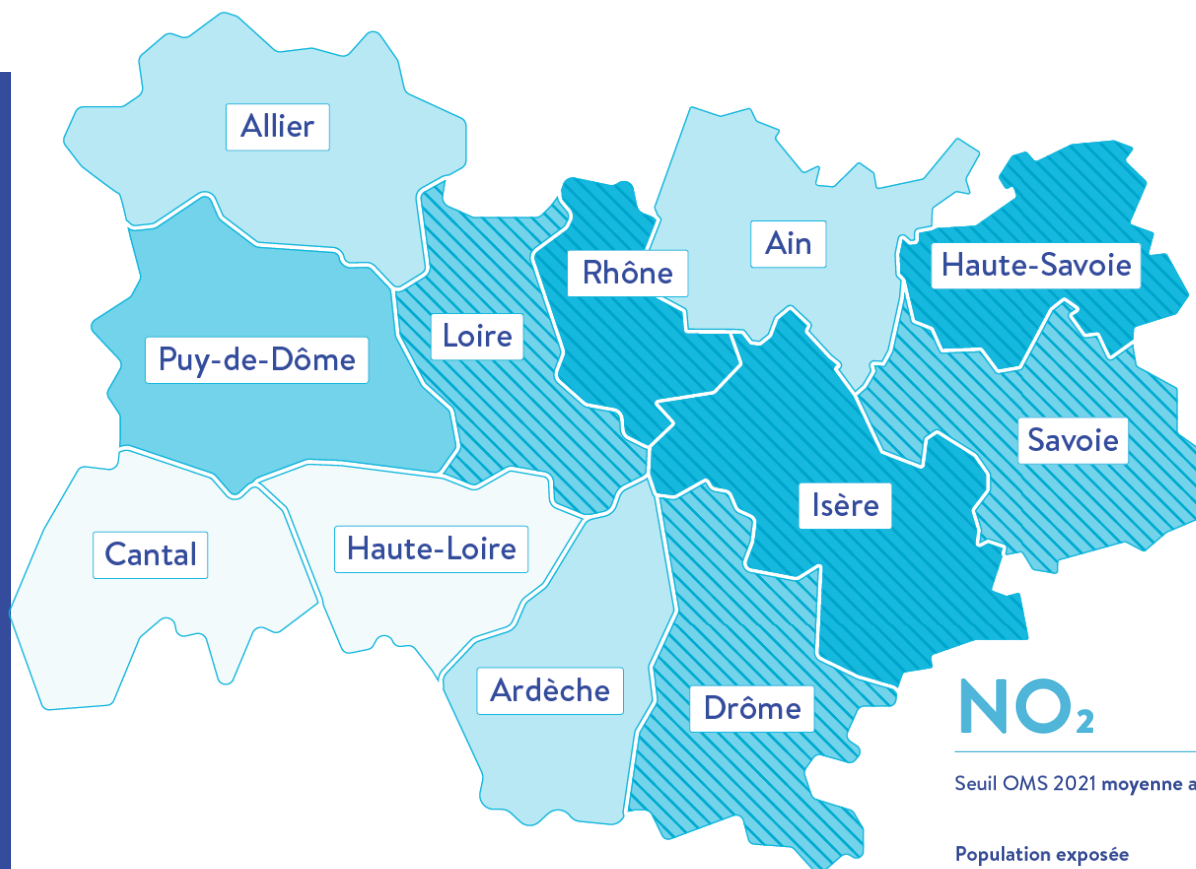 Allier
Ain
Haute-Savoie
Rhône
Loire
Puy-de-Dôme
Savoie
Isère
Haute-Loire
Cantal
Ardèche
Drôme
NO₂
Seuil OMS 2021 moyenne a
Population exposée